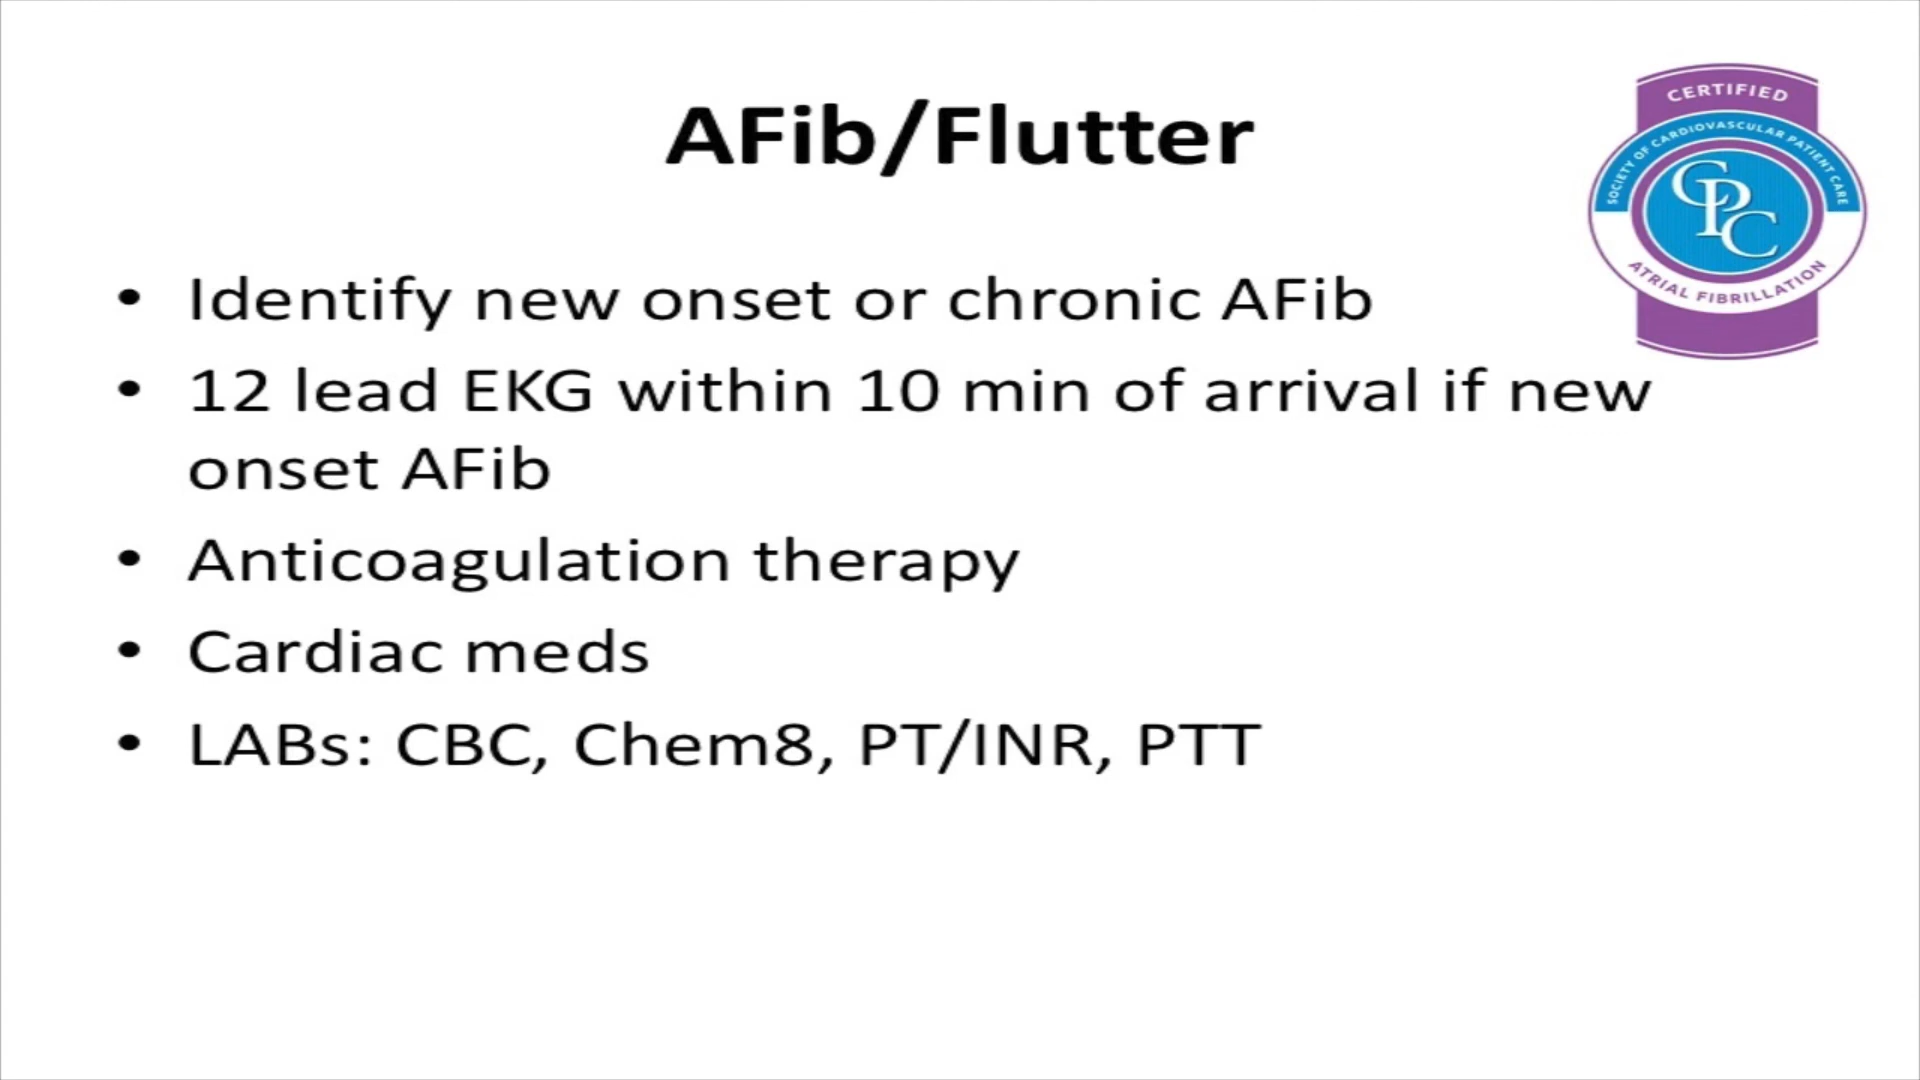 AFib/Flutter
CERTIFIED
SOCIETY OF CARDIOVASCULAR PATIENT CARE
CPC
ATRIAL FIBRILLATION
• Identify new onset or chronic AFib
• 12 lead EKG within 10 min of arrival if new
onset AFib
• Anticoagulation therapy
• Cardiac meds
• LABs: CBC, Chem8, PT/INR, PTT